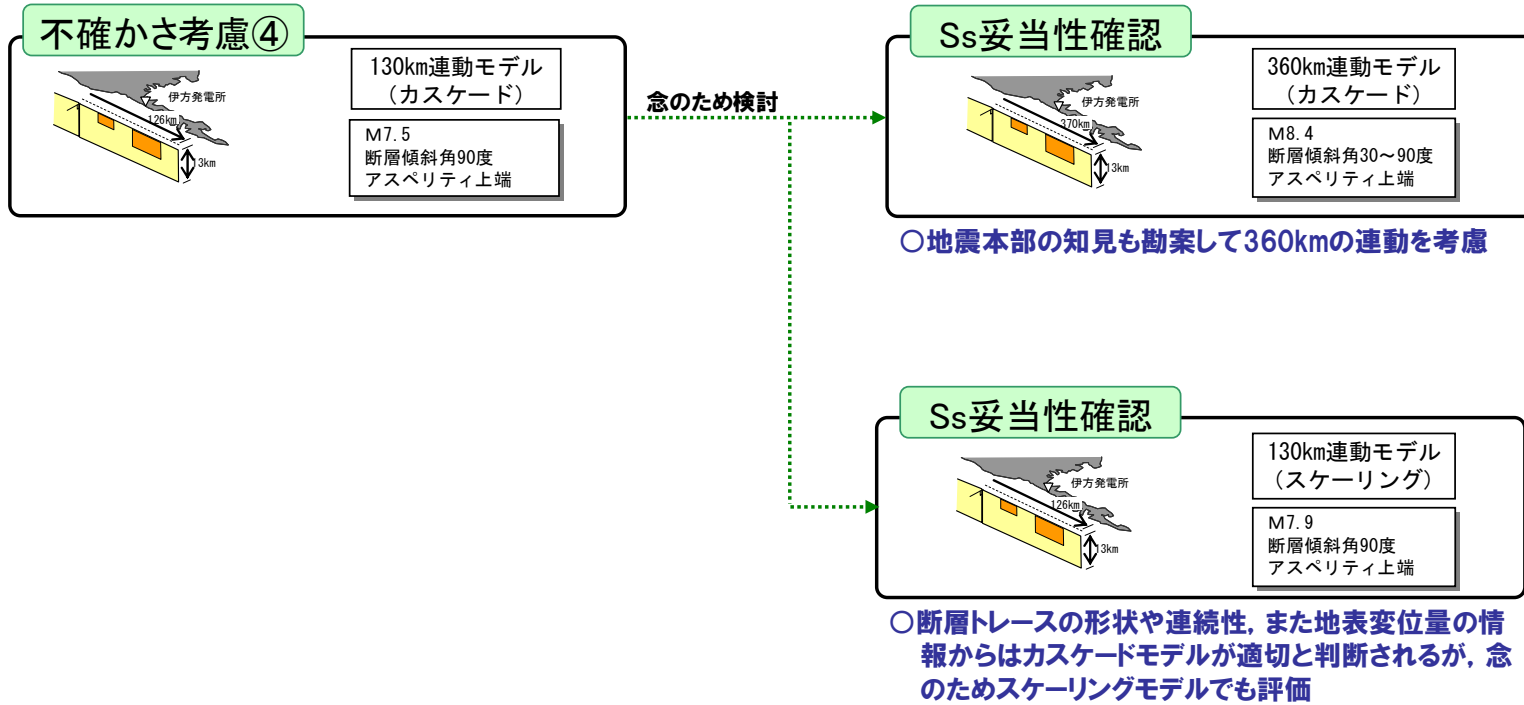 不確かさ考慮④
130km連動モデル
（カスケード）
伊方発電所
126km
13km
M7.5
断層傾斜角90度
アスペリティ上端
念のため検討
Ss妥当性確認
360km連動モデル
（カスケード）
伊方発電所
370km
13km
M8.4
断層傾斜角30～90度
アスペリティ上端
○地震本部の知見も勘案して360kmの連動を考慮
Ss妥当性確認
130km連動モデル
（スケーリング）
伊方発電所
126km
13km
M7.9
断層傾斜角90度
アスペリティ上端
○断層トレースの形状や連続性，また地表変位量の情
報からはカスケードモデルが適切と判断されるが，念
のためスケーリングモデルでも評価